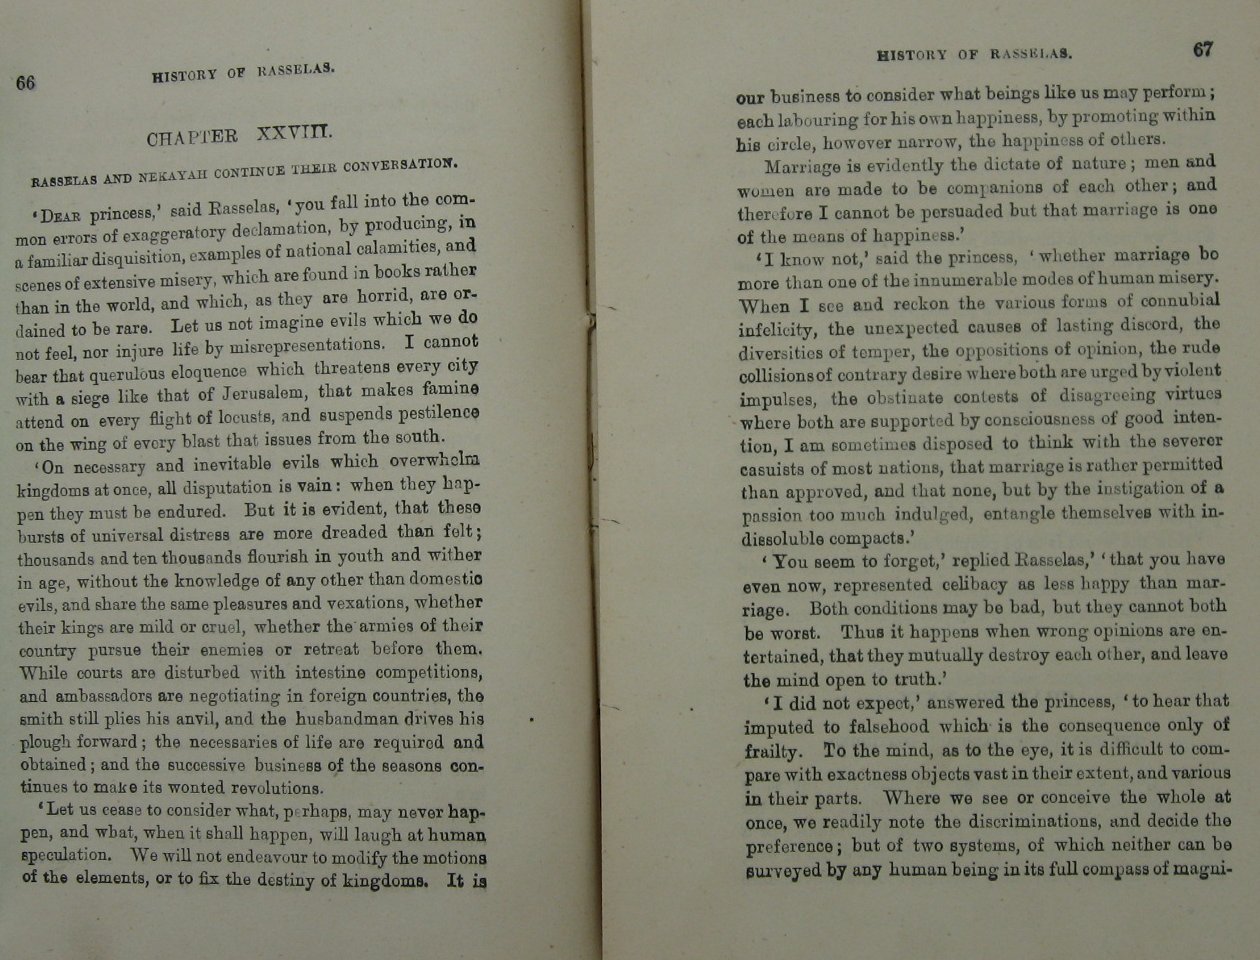 66
HISTORY OF RASSELAS.
CHAPTER XXVIII.
RASSELAS AND NEKAYAH CONTINUE THEIR CONVERSATION.
‘DEAR princess,’ said Rasselas, ‘you fall into the com-
mon errors of exaggeratory declamation, by producing, in
a familiar disquisition, examples of national calamities, and
scenes of extensive misery, which are found in books rather
than in the world, and which, as they are horrid, are or-
dained to be rare. Let us not imagine evils which we do
not feel, nor injure life by misrepresentations. I cannot
bear that querulous eloquence which threatens every city
with a siege like that of Jerusalem, that makes famine
attend on every flight of locusts, and suspends pestilence
on the wing of every blast that issues from the south.
‘On necessary and inevitable evils which overwhelm
kingdoms at once, all disputation is vain: when they hap-
pen they must be endured. But it is evident, that these
bursts of universal distress are more dreaded than felt;
thousands and ten thousands flourish in youth and wither
in age, without the knowledge of any other than domestic
evils, and share the same pleasures and vexations, whether
their kings are mild or cruel, whether the armies of their
country pursue their enemies or retreat before them.
While courts are disturbed with intestine competitions,
and ambassadors are negotiating in foreign countries, the
smith still plies his anvil, and the husbandman drives his
plough forward; the necessaries of life are required and
obtained; and the successive business of the seasons con-
tinues to make its wonted revolutions.
‘Let us cease to consider what, perhaps, may never hap-
pen, and what, when it shall happen, will laugh at human
speculation. We will not endeavour to modify the motions
of the elements, or to fix the destiny of kingdoms. It is
HISTORY OF RASSELAS.
67
our business to consider what beings like us may perform;
each labouring for his own happiness, by promoting within
his circle, however narrow, the happiness of others.
Marriage is evidently the dictate of nature; men and
women are made to be companions of each other; and
therefore I cannot be persuaded but that marriage is one
of the means of happiness.’
‘I know not,’ said the princess, ‘whether marriage be
more than one of the innumerable modes of human misery.
When I see and reckon the various forms of connubial
infelicity, the unexpected causes of lasting discord, the
diversities of temper, the oppositions of opinion, the rude
collisions of contrary desire where both are urged by violent
impulses, the obstinate contests of disagreeing virtues
where both are supported by consciousness of good inten-
tion, I am sometimes disposed to think with the severer
casuists of most nations, that marriage is rather permitted
than approved, and that none, but by the instigation of a
passion too much indulged, entangle themselves with in-
dissoluble compacts.’
‘You seem to forget,’ replied Rasselas,’ ‘that you have
even now, represented celibacy as less happy than mar-
riage. Both conditions may be bad, but they cannot both
be worst. Thus it happens when wrong opinions are en-
tertained, that they mutually destroy each other, and leave
the mind open to truth.’
‘I did not expect,’ answered the princess, ‘to hear that
imputed to falsehood which is the consequence only of
frailty. To the mind, as to the eye, it is difficult to com-
pare with exactness objects vast in their extent, and various
in their parts. Where we see or conceive the whole at
once, we readily note the discriminations, and decide the
preference; but of two systems, of which neither can be
surveyed by any human being in its full compass of magni-